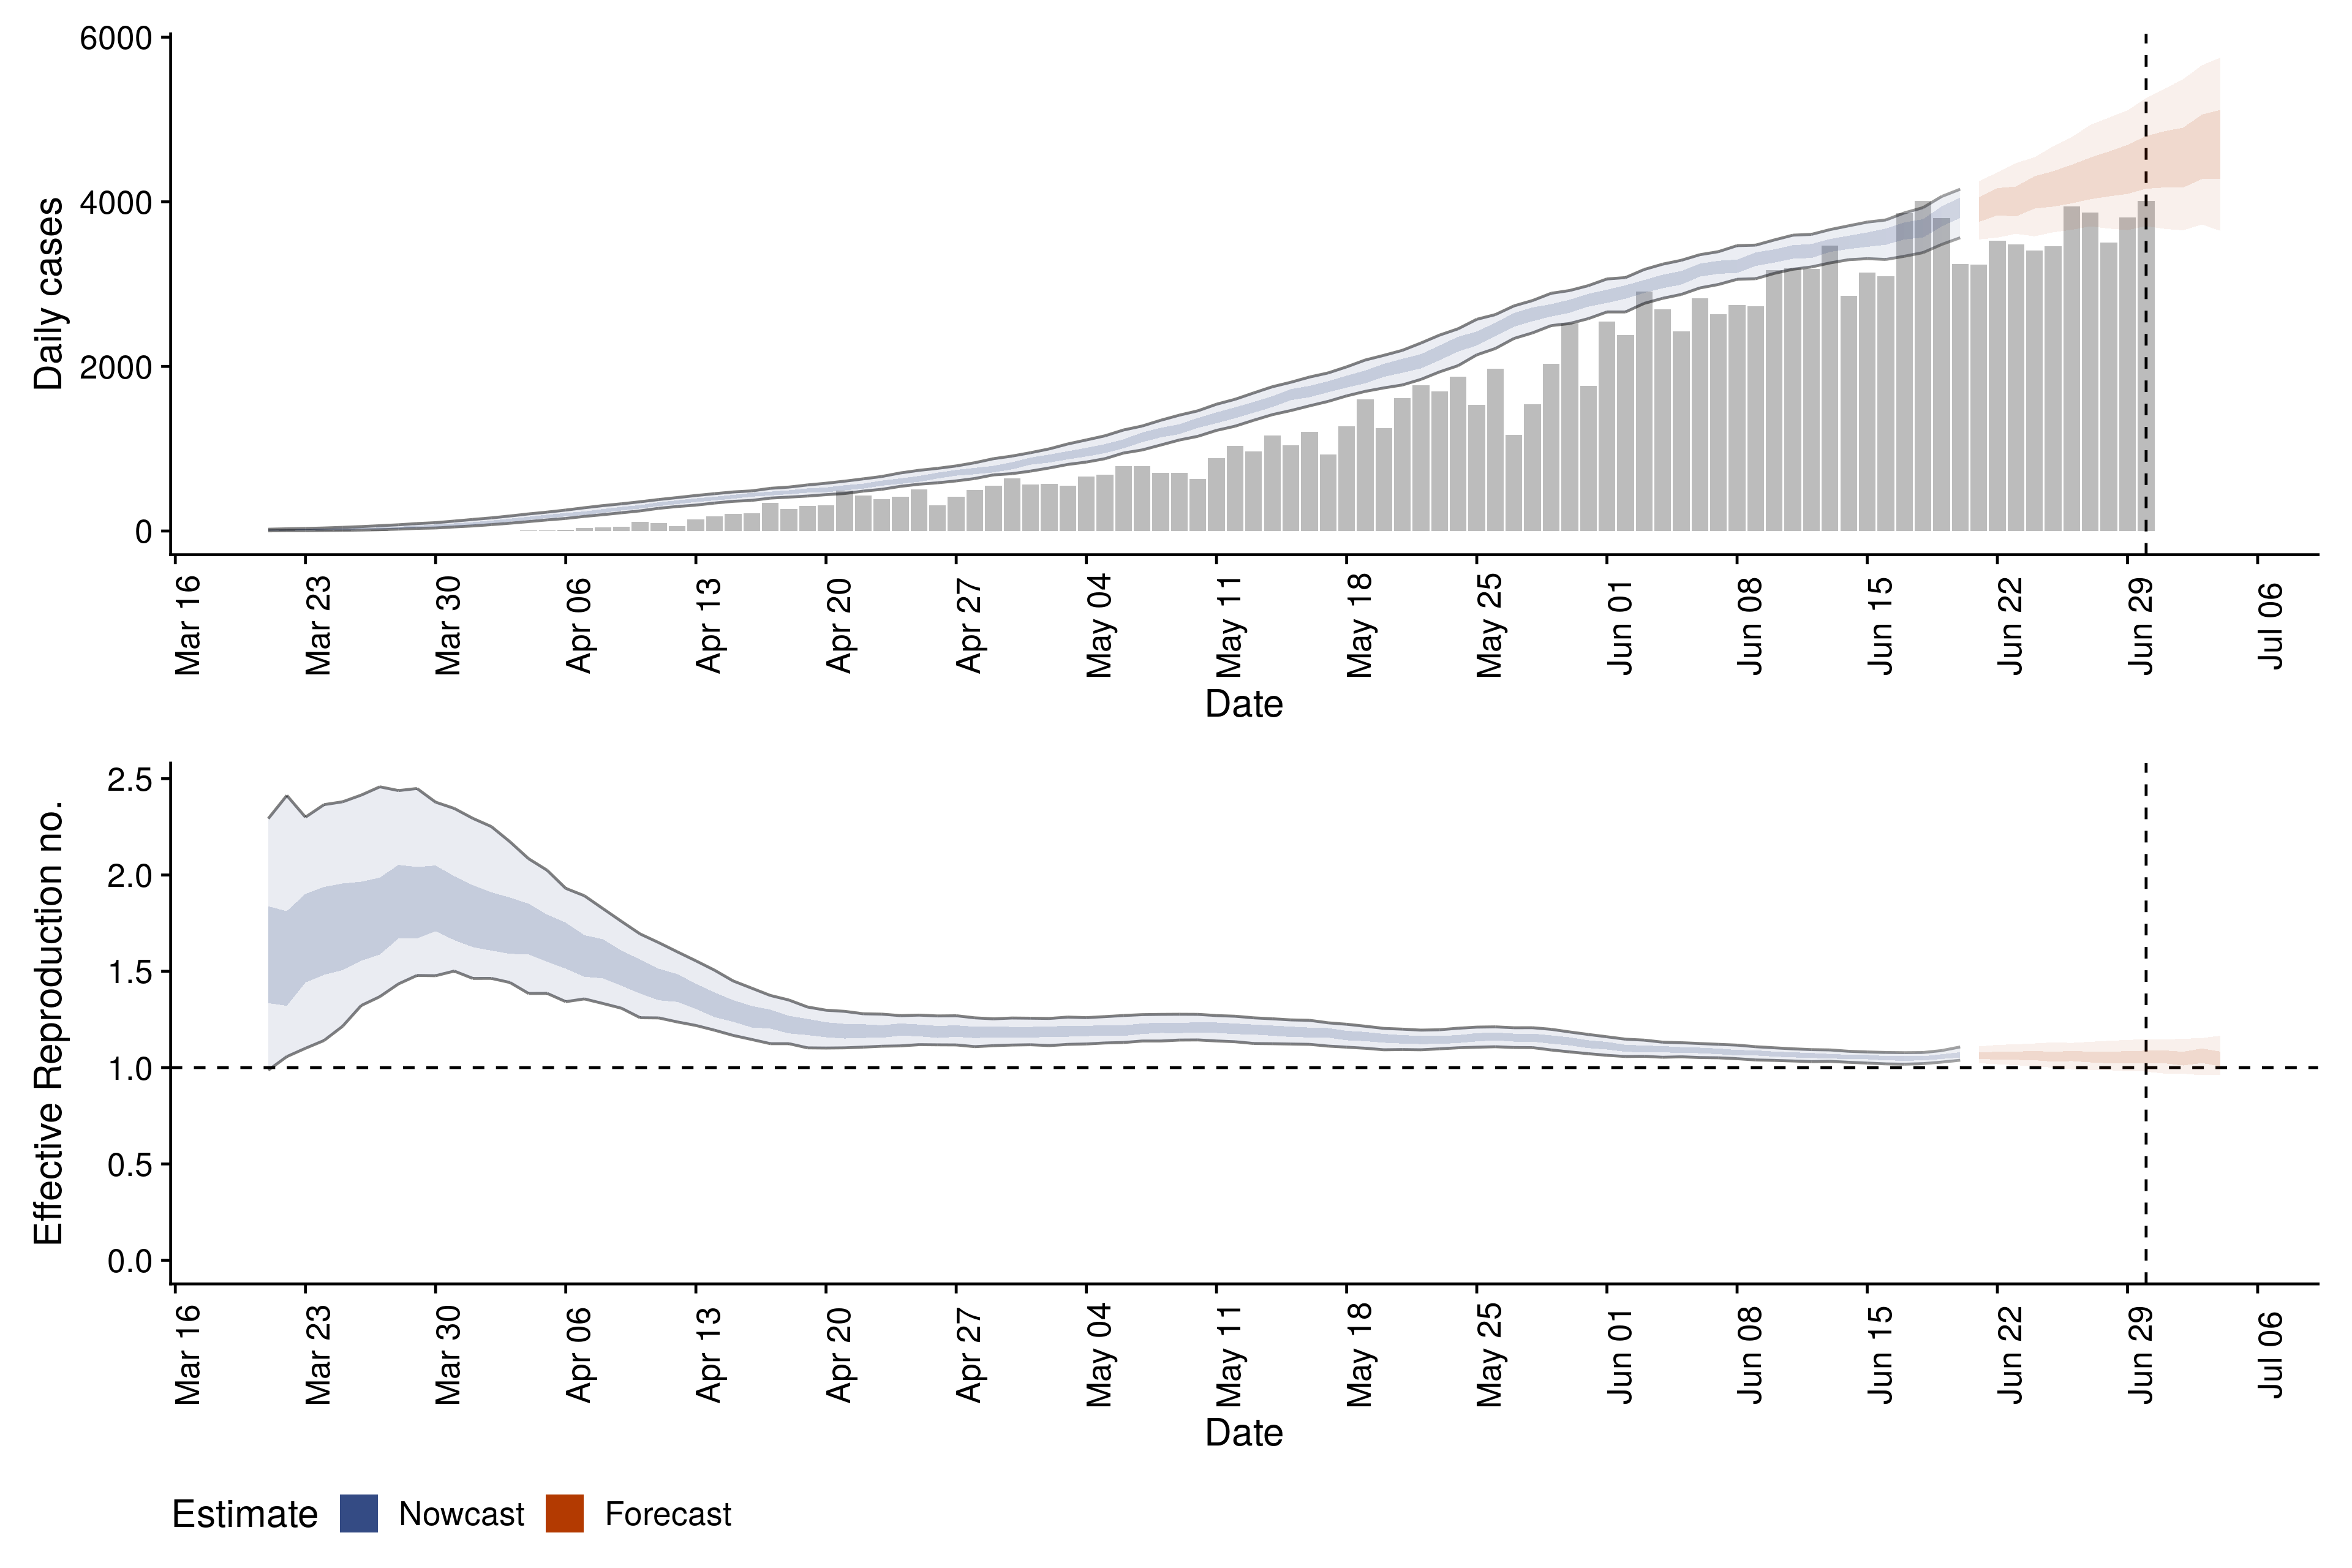 6000
4000
2000
0
Daily cases
Mar 16 Mar 23 Mar 30 Apr 06 Apr 13 Apr 20 Apr 27 May 04 May 11 May 18 May 25 Jun 01 Jun 08 Jun 15 Jun 22 Jun 29 Jul 06
Date
2.5
2.0
1.5
1.0
0.5
0.0
Effective Reproduction no.
Mar 16 Mar 23 Mar 30 Apr 06 Apr 13 Apr 20 Apr 27 May 04 May 11 May 18 May 25 Jun 01 Jun 08 Jun 15 Jun 22 Jun 29 Jul 06
Date
Estimate Nowcast Forecast